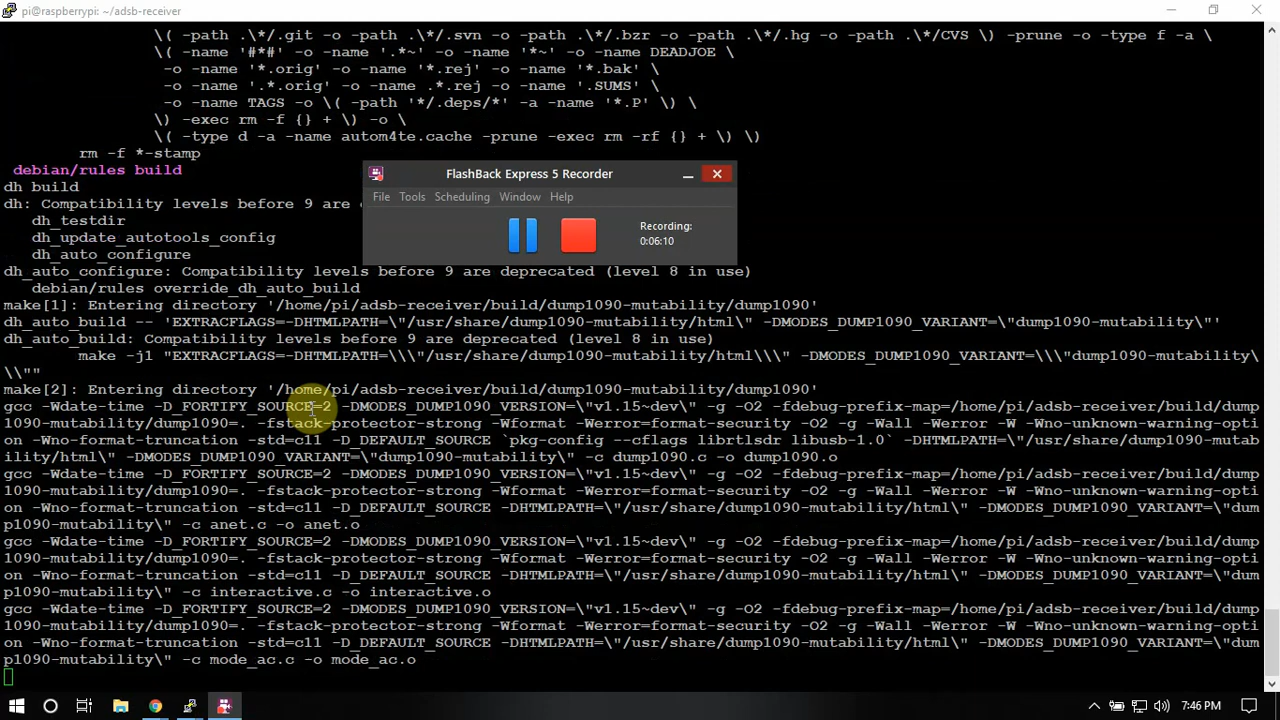 pi@raspberrypi: ~/adsb-receiver
\( -path .\*/.git -o -path .\*/.svn -o -path .\*/.bzr -o -path .\*/.hg -o -path .\*/CVS \) -prune -o -type f -a \
\( -name '#*#' -o -name '.*~' -o -name '*~' -o -name DEADJOE \
-o -name '*.orig' -o -name '*.rej' -o -name '*.bak' \
-o -name '.*.orig' -o -name .*.rej -o -name '.SUMS' \
-o -name TAGS -o \( -path '*/.deps/*' -a -name '*.P' \) \
\) -exec rm -f {} + \) -o \
\( -type d -a -name autom4te.cache -prune -exec rm -rf {} + \) \)
rm -f *-stamp
debian/rules build
dh build
dh: Compatibility levels before 9 are
dh_testdir
dh_update_autotools_config
dh_auto_configure
FlashBack Express 5 Recorder
File Tools Scheduling Window Help
Recording:
0:06:10
dh_auto_configure: Compatibility levels before 9 are deprecated (level 8 in use)
debian/rules override_dh_auto_build
make[1]: Entering directory '/home/pi/adsb-receiver/build/dump1090-mutability/dump1090'
dh_auto_build -- 'EXTRACFLAGS=-DHTMLPATH=\"/usr/share/dump1090-mutability/html\" -DMODES_DUMP1090_VARIANT=\"dump1090-mutability\"'
dh_auto_build: Compatibility levels before 9 are deprecated (level 8 in use)
make -j1 "EXTRACFLAGS=-DHTMLPATH=\\\"/usr/share/dump1090-mutability/html\\\" -DMODES_DUMP1090_VARIANT=\\\"dump1090-mutability\
\\""
make[2]: Entering directory '/home/pi/adsb-receiver/build/dump1090-mutability/dump1090'
gcc -Wdate-time -D_FORTIFY_SOURCE=2 -DMODES_DUMP1090_VERSION=\"v1.15~dev\" -g -O2 -fdebug-prefix-map=/home/pi/adsb-receiver/build/dump
1090-mutability/dump1090=. -fstack-protector-strong -Wformat -Werror=format-security -O2 -g -Wall -Werror -W -Wno-unknown-warning-opti
on -Wno-format-truncation -std=c11 -D_DEFAULT_SOURCE `pkg-config --cflags librtlsdr libusb-1.0` -DHTMLPATH=\"/usr/share/dump1090-mutab
ility/html\" -DMODES_DUMP1090_VARIANT=\"dump1090-mutability\" -c dump1090.c -o dump1090.o
gcc -Wdate-time -D_FORTIFY_SOURCE=2 -DMODES_DUMP1090_VERSION=\"v1.15~dev\" -g -O2 -fdebug-prefix-map=/home/pi/adsb-receiver/build/dump
1090-mutability/dump1090=. -fstack-protector-strong -Wformat -Werror=format-security -O2 -g -Wall -Werror -W -Wno-unknown-warning-opti
on -Wno-format-truncation -std=c11 -D_DEFAULT_SOURCE -DHTMLPATH=\"/usr/share/dump1090-mutability/html\" -DMODES_DUMP1090_VARIANT=\"dum
p1090-mutability\" -c anet.c -o anet.o
gcc -Wdate-time -D_FORTIFY_SOURCE=2 -DMODES_DUMP1090_VERSION=\"v1.15~dev\" -g -O2 -fdebug-prefix-map=/home/pi/adsb-receiver/build/dump
1090-mutability/dump1090=. -fstack-protector-strong -Wformat -Werror=format-security -O2 -g -Wall -Werror -W -Wno-unknown-warning-opti
on -Wno-format-truncation -std=c11 -D_DEFAULT_SOURCE -DHTMLPATH=\"/usr/share/dump1090-mutability/html\" -DMODES_DUMP1090_VARIANT=\"dum
p1090-mutability\" -c interactive.c -o interactive.o
gcc -Wdate-time -D_FORTIFY_SOURCE=2 -DMODES_DUMP1090_VERSION=\"v1.15~dev\" -g -O2 -fdebug-prefix-map=/home/pi/adsb-receiver/build/dump
1090-mutability/dump1090=. -fstack-protector-strong -Wformat -Werror=format-security -O2 -g -Wall -Werror -W -Wno-unknown-warning-opti
on -Wno-format-truncation -std=c11 -D_DEFAULT_SOURCE -DHTMLPATH=\"/usr/share/dump1090-mutability/html\" -DMODES_DUMP1090_VARIANT=\"dum
p1090-mutability\" -c mode_ac.c -o mode_ac.o
7:46 PM